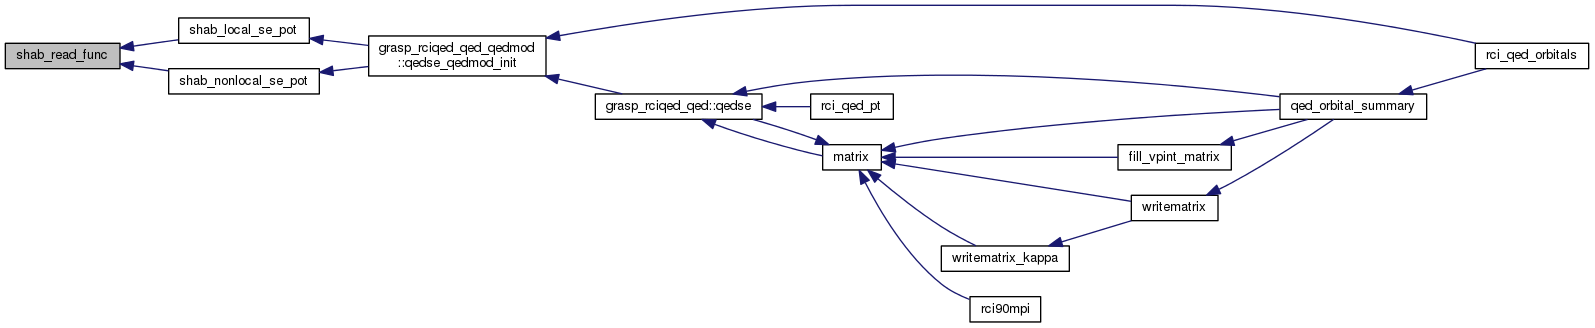 shab_read_func
shab_local_se_pot
shab_nonlocal_se_pot
grasp_rciqed_qed_qedmod
::qedse_qedmod_init
grasp_rciqed_qed::qedse
rci_qed_pt
matrix
rci_qed_orbitals
qed_orbital_summary
fill_vpint_matrix
writematrix
writematrix_kappa
rci90mpi